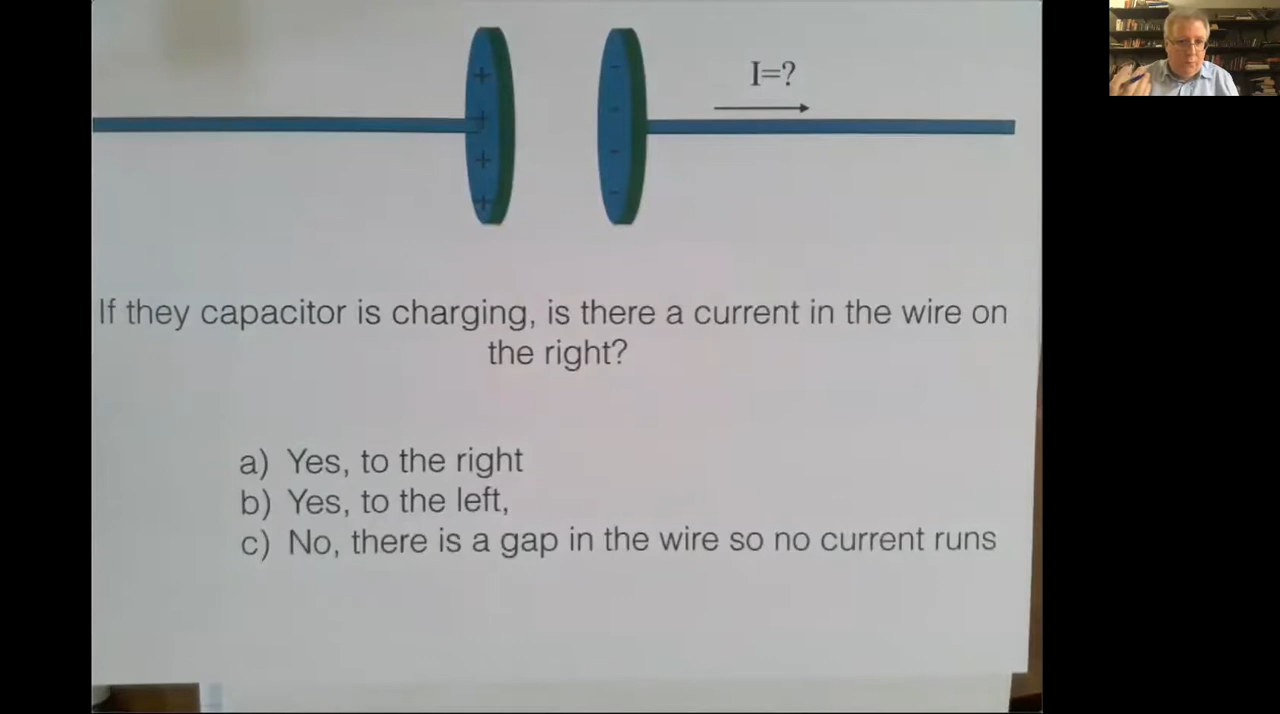 I=?
+
+
+
+
-
-
-
-
If they capacitor is charging, is there a current in the wire on
the right?
a) Yes, to the right
b) Yes, to the left,
c) No, there is a gap in the wire so no current runs